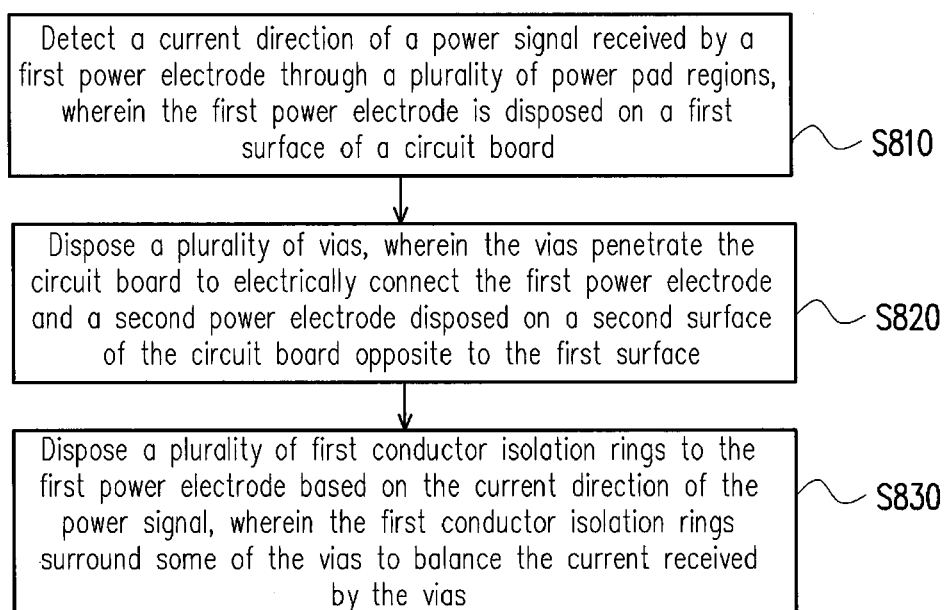 Detect a current direction of a power signal received by a
first power electrode through a plurality of power pad regions,
wherein the first power electrode is disposed on a first
surface of a circuit board
S810
Dispose a plurality of vias, wherein the vias penetrate the
circuit board to electrically connect the first power electrode
and a second power electrode disposed on a second surface
of the circuit board opposite to the first surface
S820
Dispose a plurality of first conductor isolation rings to the
first power electrode based on the current direction of the
power signal, wherein the first conductor isolation rings
surround some of the vias to balance the current received
by the vias
S830